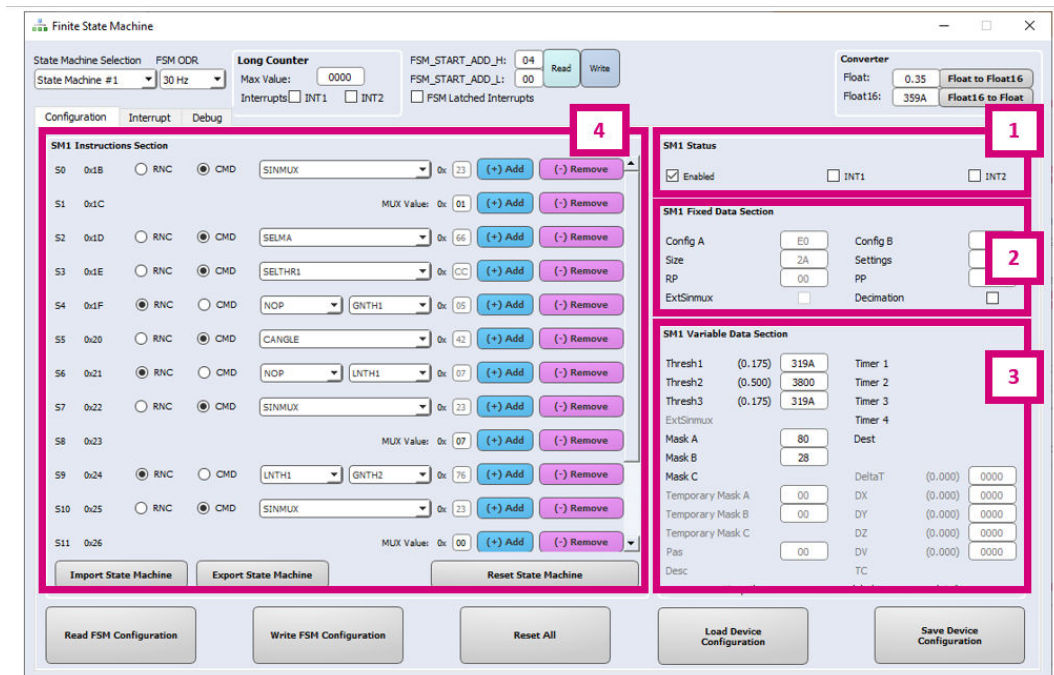 Finite State Machine
State Machine Selection FSM ODR
State Machine #1 30 Hz
Long Counter
Max Value: 0000
Interrupts INT1 INT2
FSM_START_ADD_H: 04
FSM_START_ADD_L: 00
Read Write
FSM Latched Interrupts
Converter
Float: 0.35 Float to Float16
Float16: 359A Float16 to Float
Configuration Interrupt Debug
4
SM1 Instructions Section
S0 0x1B RNC CMD SINMUX 0x 23 (+) Add (-) Remove
S1 0x1C MUX Value: 0x 01 (+) Add (-) Remove
S2 0x1D RNC CMD SELMA 0x 66 (+) Add (-) Remove
S3 0x1E RNC CMD SELTHR1 0x CC (+) Add (-) Remove
S4 0x1F RNC CMD NOP GNTH1 0x 05 (+) Add (-) Remove
S5 0x20 RNC CMD CANGLE 0x 42 (+) Add (-) Remove
S6 0x21 RNC CMD NOP LNTH1 0x 07 (+) Add (-) Remove
S7 0x22 RNC CMD SINMUX 0x 23 (+) Add (-) Remove
S8 0x23 MUX Value: 0x 07 (+) Add (-) Remove
S9 0x24 RNC CMD LNTH1 GNTH2 0x 76 (+) Add (-) Remove
S10 0x25 RNC CMD SINMUX 0x 23 (+) Add (-) Remove
S11 0x26 MUX Value: 0x 00 (+) Add (-) Remove
Import State Machine Export State Machine Reset State Machine
1
SM1 Status
Enabled INT1 INT2
2
SM1 Fixed Data Section
Config A E0 Config B
Size 2A Settings
RP 00 PP
ExtSinmux Decimation
3
SM1 Variable Data Section
Thresh1 (0.175) 319A Timer 1
Thresh2 (0.500) 3800 Timer 2
Thresh3 (0.175) 319A Timer 3
ExtSinmux Timer 4
Mask A 80 Dest
Mask B 28
Mask C DeltaT (0.000) 0000
Temporary Mask A 00 DX (0.000) 0000
Temporary Mask B 00 DY (0.000) 0000
Temporary Mask C DZ (0.000) 0000
Pas 00 DV (0.000) 0000
Desc TC
Read FSM Configuration Write FSM Configuration Reset All
Load Device
Configuration
Save Device
Configuration